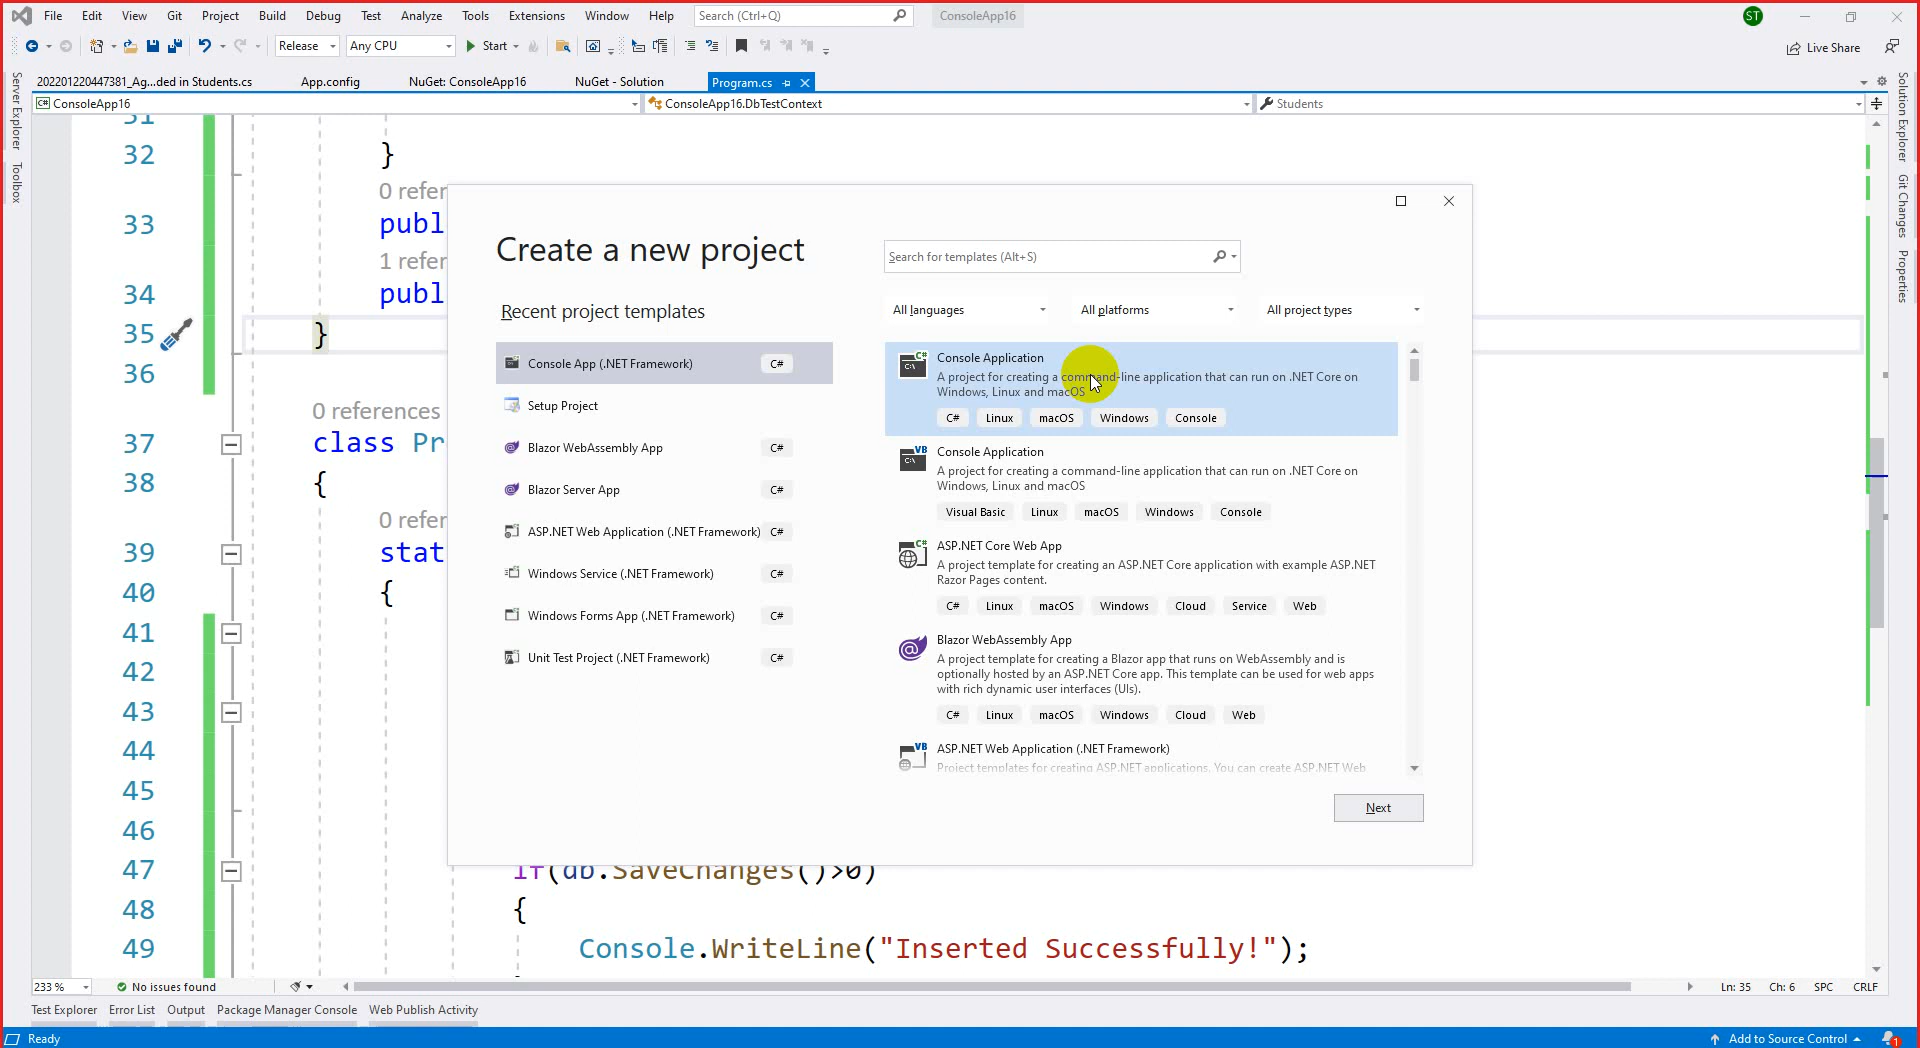 File Edit View Git Project Build Debug Test Analyze Tools Extensions Window Help Search (Ctrl+Q) ConsoleApp16 ST
Release Any CPU Start Live Share
202201220447381_Ag...ded in Students.cs App.config NuGet: ConsoleApp16 NuGet - Solution Program.cs
C# ConsoleApp16 ConsoleApp16.DbTestContext Students
Server Explorer
Toolbox
Solution Explorer
Git Changes
Properties
31
32 }
0 refer
33 publ
1 refer
34 publ
35 }
36
0 references
37 class Pr
38 {
0 refer
39 stat
40 {
41
42
43
44
45
46
47 if(db.SaveChanges()>0)
48 {
49 Console.WriteLine("Inserted Successfully!");
Create a new project
Recent project templates
Console App (.NET Framework) C#
Setup Project
Blazor WebAssembly App C#
Blazor Server App C#
ASP.NET Web Application (.NET Framework) C#
Windows Service (.NET Framework) C#
Windows Forms App (.NET Framework) C#
Unit Test Project (.NET Framework) C#
Search for templates (Alt+S)
All languages All platforms All project types
Console Application
A project for creating a command-line application that can run on .NET Core on
Windows, Linux and macOS
C# Linux macOS Windows Console
Console Application
A project for creating a command-line application that can run on .NET Core on
Windows, Linux and macOS
Visual Basic Linux macOS Windows Console
ASP.NET Core Web App
A project template for creating an ASP.NET Core application with example ASP.NET
Razor Pages content.
C# Linux macOS Windows Cloud Service Web
Blazor WebAssembly App
A project template for creating a Blazor app that runs on WebAssembly and is
optionally hosted by an ASP.NET Core app. This template can be used for web apps
with rich dynamic user interfaces (UIs).
C# Linux macOS Windows Cloud Web
ASP.NET Web Application (.NET Framework)
Project templates for creating ASP.NET applications. You can create ASP.NET Web
Next
233 % No issues found Ln: 35 Ch: 6 SPC CRLF
Test Explorer Error List Output Package Manager Console Web Publish Activity
Ready Add to Source Control 1